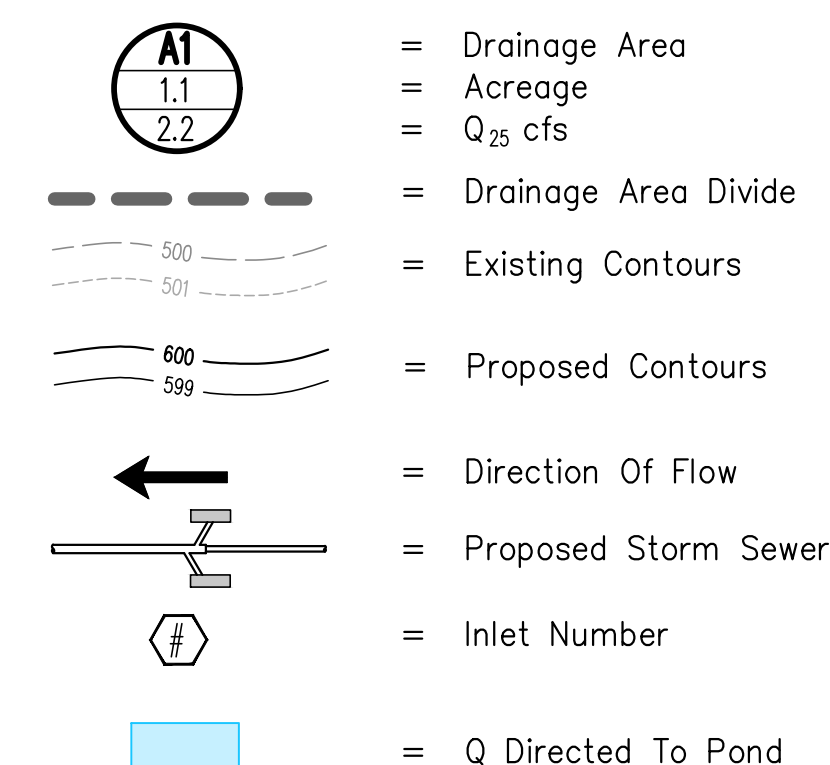 A1 = Drainage Area
1.1 = Acreage
2.2 = Q25 cfs
= Drainage Area Divide
500 = Existing Contours
501
600 = Proposed Contours
599
= Direction Of Flow
= Proposed Storm Sewer
# = Inlet Number
= Q Directed To Pond